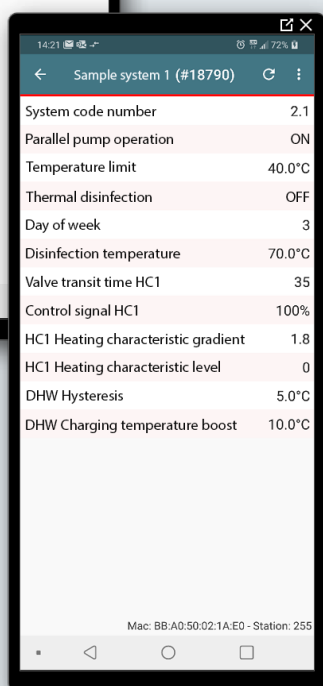 14:21 72%
Sample system 1 (#18790)
System code number 2.1
Parallel pump operation ON
Temperature limit 40.0°C
Thermal disinfection OFF
Day of week 3
Disinfection temperature 70.0°C
Valve transit time HC1 35
Control signal HC1 100%
HC1 Heating characteristic gradient 1.8
HC1 Heating characteristic level 0
DHW Hysteresis 5.0°C
DHW Charging temperature boost 10.0°C
Mac: BB:A0:50:02:1A:E0 - Station: 255